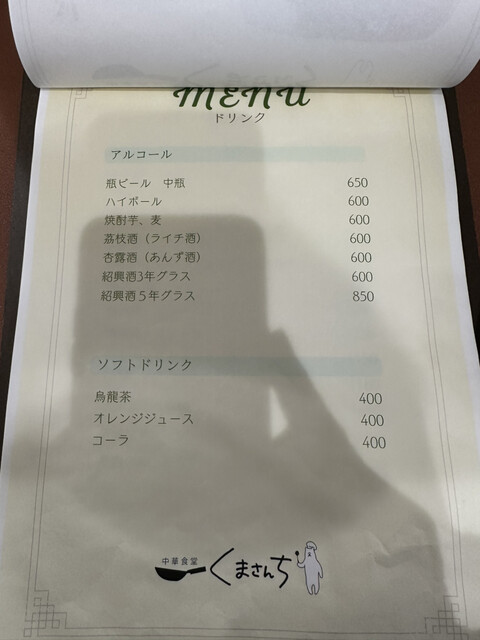 MENU
ドリンク
アルコール
瓶ビール　中瓶 650
ハイボール 600
焼酎芋、麦 600
茘枝酒（ライチ酒） 600
杏露酒（あんず酒） 600
紹興酒3年グラス 600
紹興酒５年グラス 850
ソフトドリンク
烏龍茶 400
オレンジジュース 400
コーラ 400
中華食堂
くまさんち